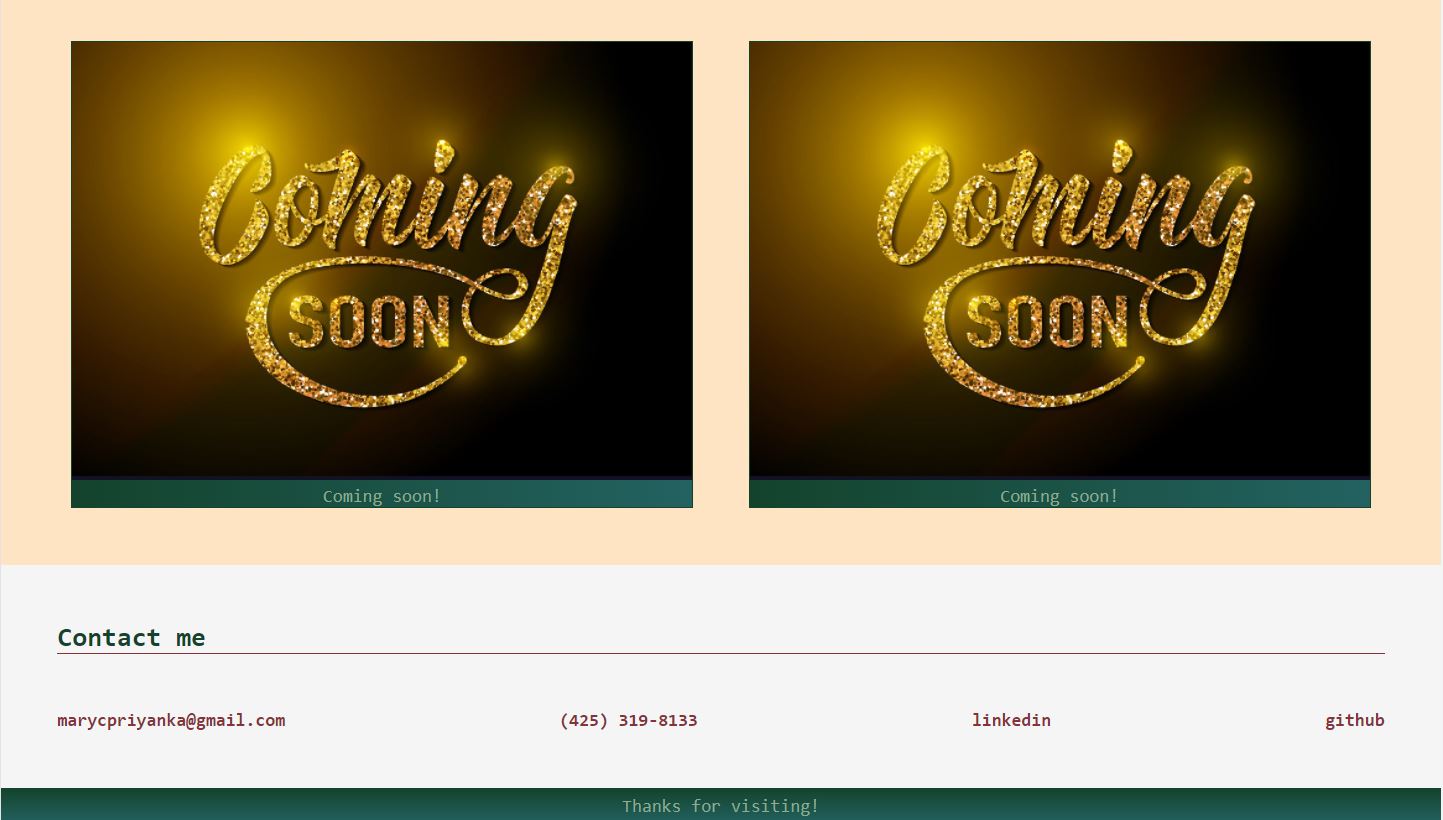 Coming
SOON
Coming soon!
Coming
SOON
Coming soon!
Contact me
marycpriyanka@gmail.com
(425) 319-8133
linkedin
github
Thanks for visiting!